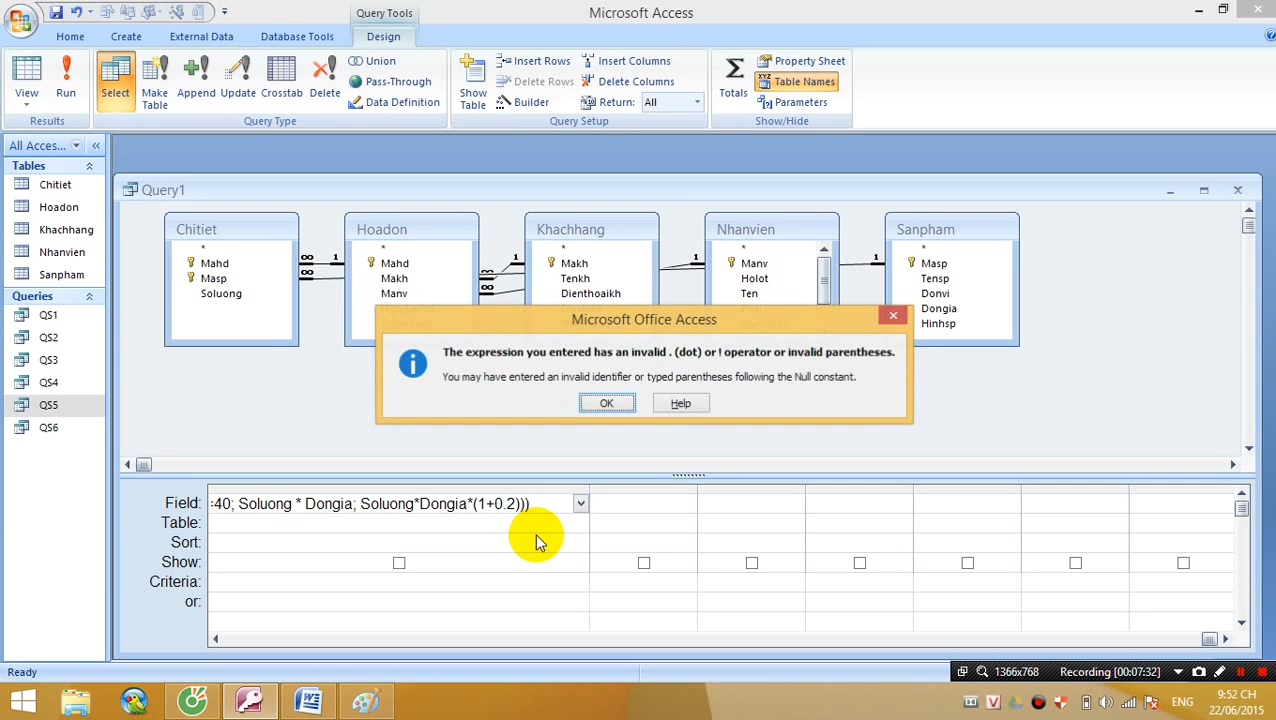 Query Tools
Microsoft Access
Home
Create
External Data
Database Tools
Design
View
Run
Select
Make Table
Append
Update
Crosstab
Delete
Union
Pass-Through
Data Definition
Show Table
Insert Rows
Delete Rows
Builder
Insert Columns
Delete Columns
Return: All
Totals
Property Sheet
Table Names
Parameters
Results
Query Type
Query Setup
Show/Hide
All Acce...
Tables
Chitiet
Hoadon
Khachhang
Nhanvien
Sanpham
Queries
QS1
QS2
QS3
QS4
QS5
QS6
Query1
Chitiet
*
Mahd
Masp
Soluong
Hoadon
*
Mahd
Makh
Manv
Khachhang
*
Makh
Tenkh
Dienthoaikh
Nhanvien
*
Manv
Holot
Ten
Sanpham
*
Masp
Tensp
Donvi
Dongia
Hinhsp
∞ 1
∞
∞ 1
∞
1
1
Microsoft Office Access
The expression you entered has an invalid . (dot) or ! operator or invalid parentheses.
You may have entered an invalid identifier or typed parentheses following the Null constant.
OK
Help
Field: :40; Soluong * Dongia; Soluong*Dongia*(1+0.2)))
Table:
Sort:
Show:
Criteria:
or:
Ready
1366x768
Recording [00:07:32]
ENG
9:52 CH
22/06/2015